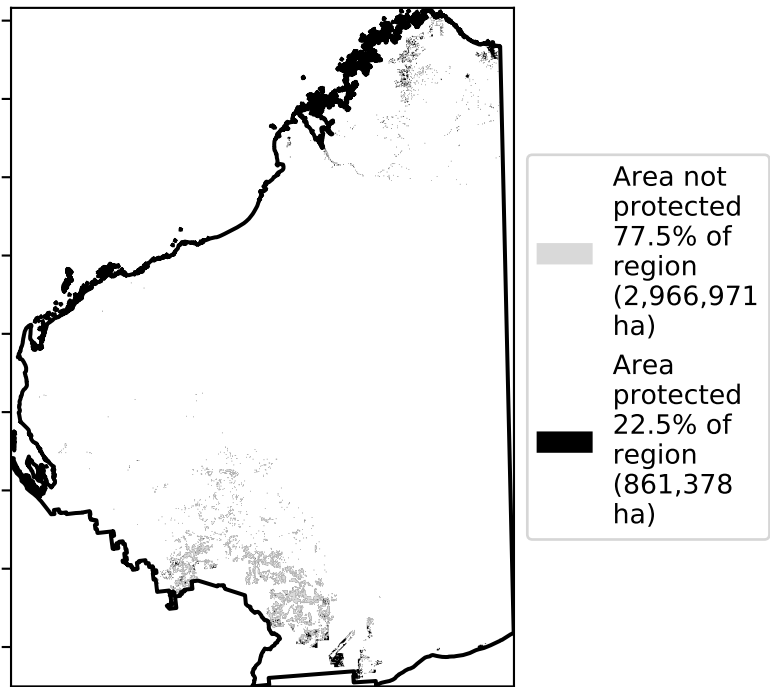 Area not
protected
77.5% of
region
(2,966,971
ha)
Area
protected
22.5% of
region
(861,378
ha)